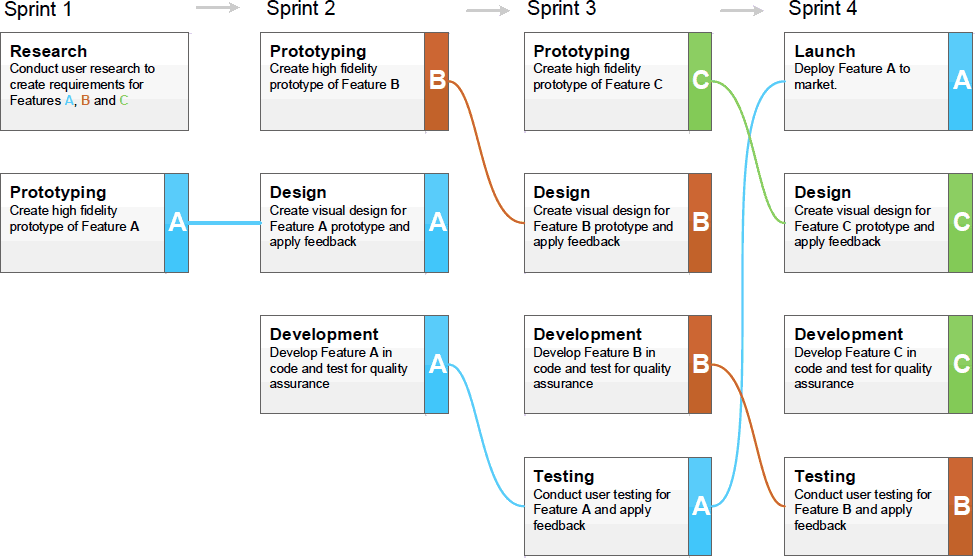 Sprint 1
Sprint 2
Sprint 3
Sprint 4
Research
Conduct user research to
create requirements for
Features A, B and C
Prototyping
Create high fidelity
prototype of Feature B
B
Prototyping
Create high fidelity
prototype of Feature C
C
Launch
Deploy Feature A to
market.
A
Prototyping
Create high fidelity
prototype of Feature A
A
Design
Create visual design for
Feature A prototype and
apply feedback
A
Design
Create visual design for
Feature B prototype and
apply feedback
B
Design
Create visual design for
Feature C prototype and
apply feedback
C
Development
Develop Feature A in
code and test for quality
assurance
A
Development
Develop Feature B in
code and test for quality
assurance
B
Development
Develop Feature C in
code and test for quality
assurance
C
Testing
Conduct user testing for
Feature A and apply
feedback
A
Testing
Conduct user testing for
Feature B and apply
feedback
B